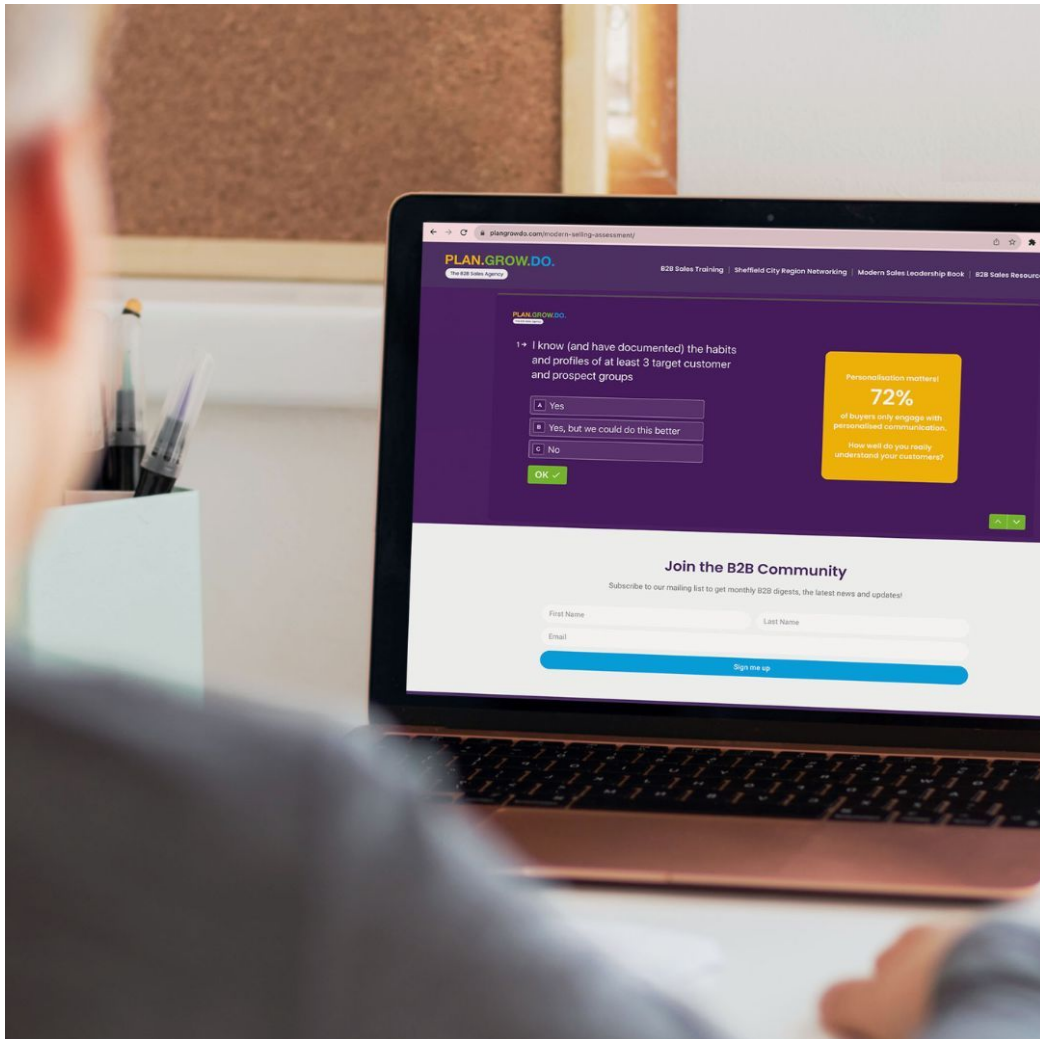 plangrowdo.com/modern-selling-assessment/
PLAN.GROW.DO.
The B2B Sales Agency
B2B Sales Training | Sheffield City Region Networking | Modern Sales Leadership Book | B2B Sales Resourc
PLAN.GROW.DO.
1 I know (and have documented) the habits
and profiles of at least 3 target customer
and prospect groups
A Yes
B Yes, but we could do this better
C No
OK
Personalisation matters!
72%
of buyers only engage with
personalised communication.
How well do you really
understand your customers?
Join the B2B Community
Subscribe to our mailing list to get monthly B2B digests, the latest news and updates!
First Name
Last Name
Email
Sign me up